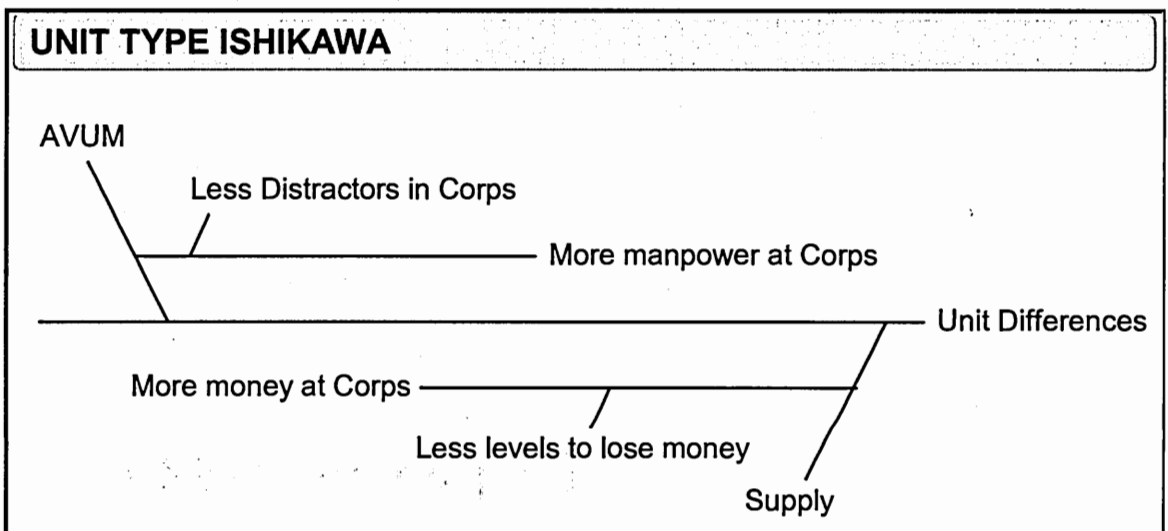 UNIT TYPE ISHIKAWA
AVUM
Less Distractors in Corps
More manpower at Corps
Unit Differences
More money at Corps
Less levels to lose money
Supply